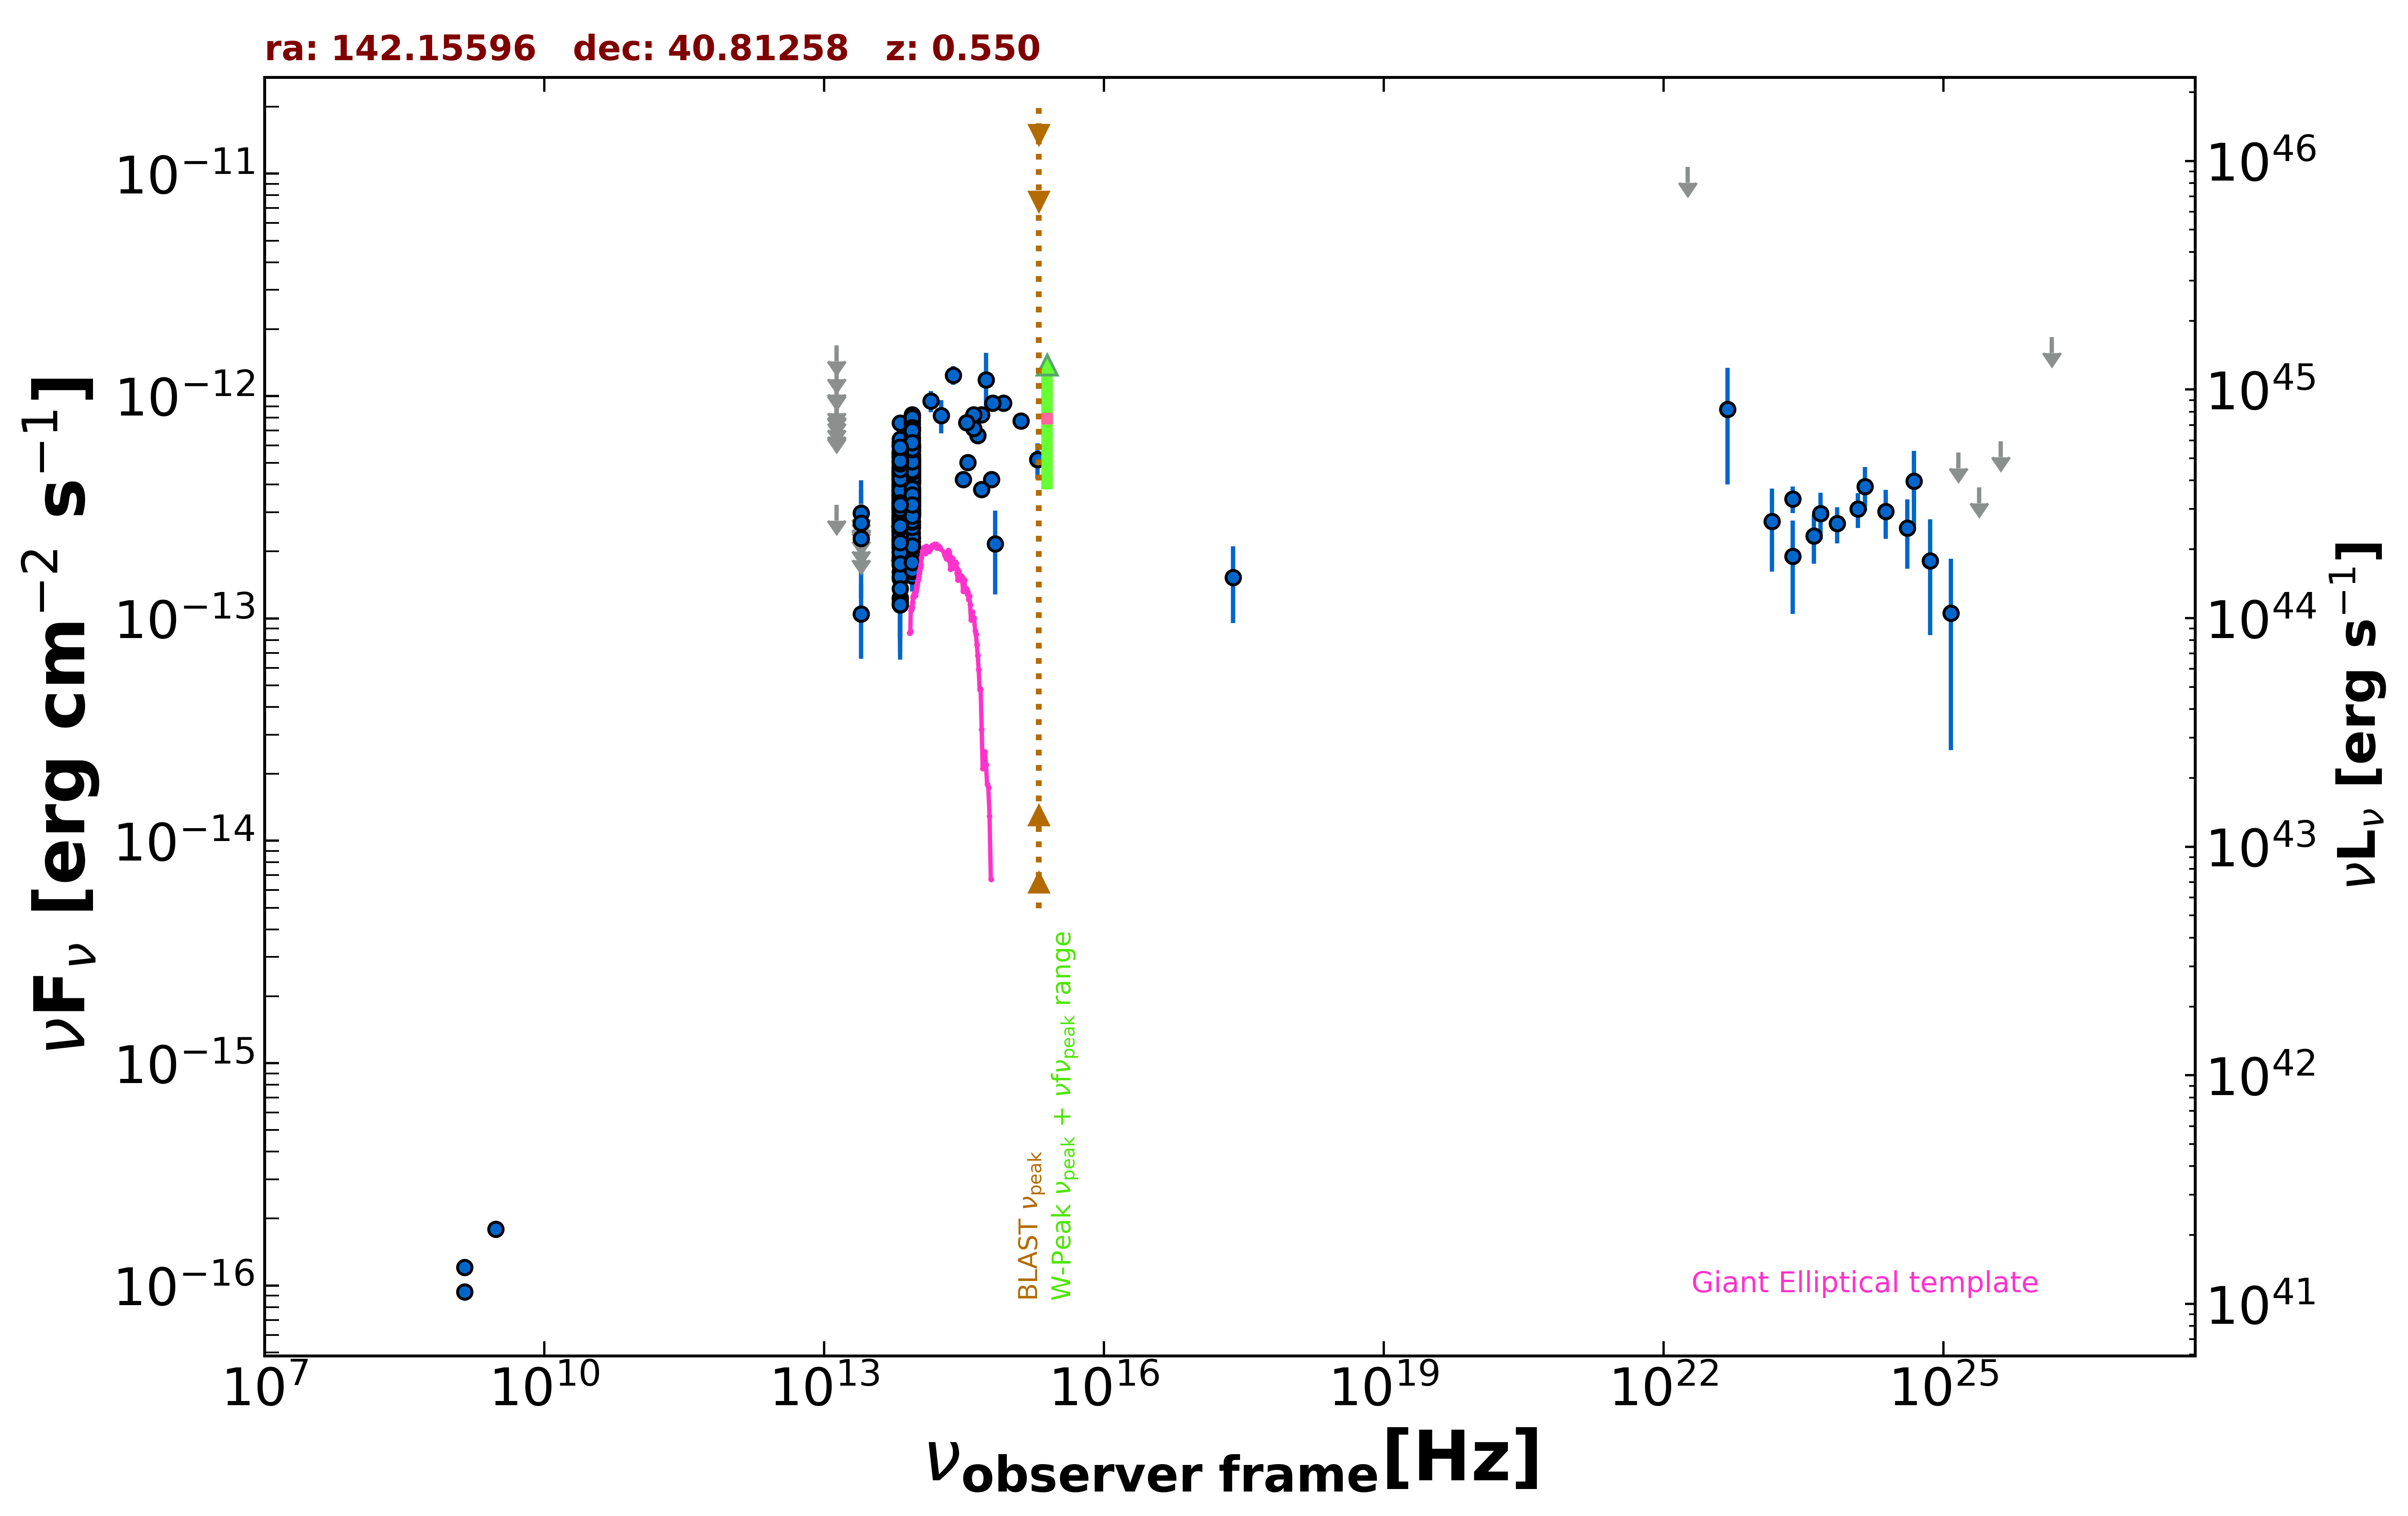 ra: 142.15596 dec: 40.81258 z: 0.550
νFν [erg cm−2 s−1]
10−11
10−12
10−13
10−14
10−15
10−16
10^46
10^45
10^44
10^43
10^42
10^41
νLν [erg s−1]
BLAST νpeak
W-Peak νpeak + νfνpeak range
Giant Elliptical template
10^7 10^10 10^13 10^16 10^19 10^22 10^25
νobserver frame[Hz]